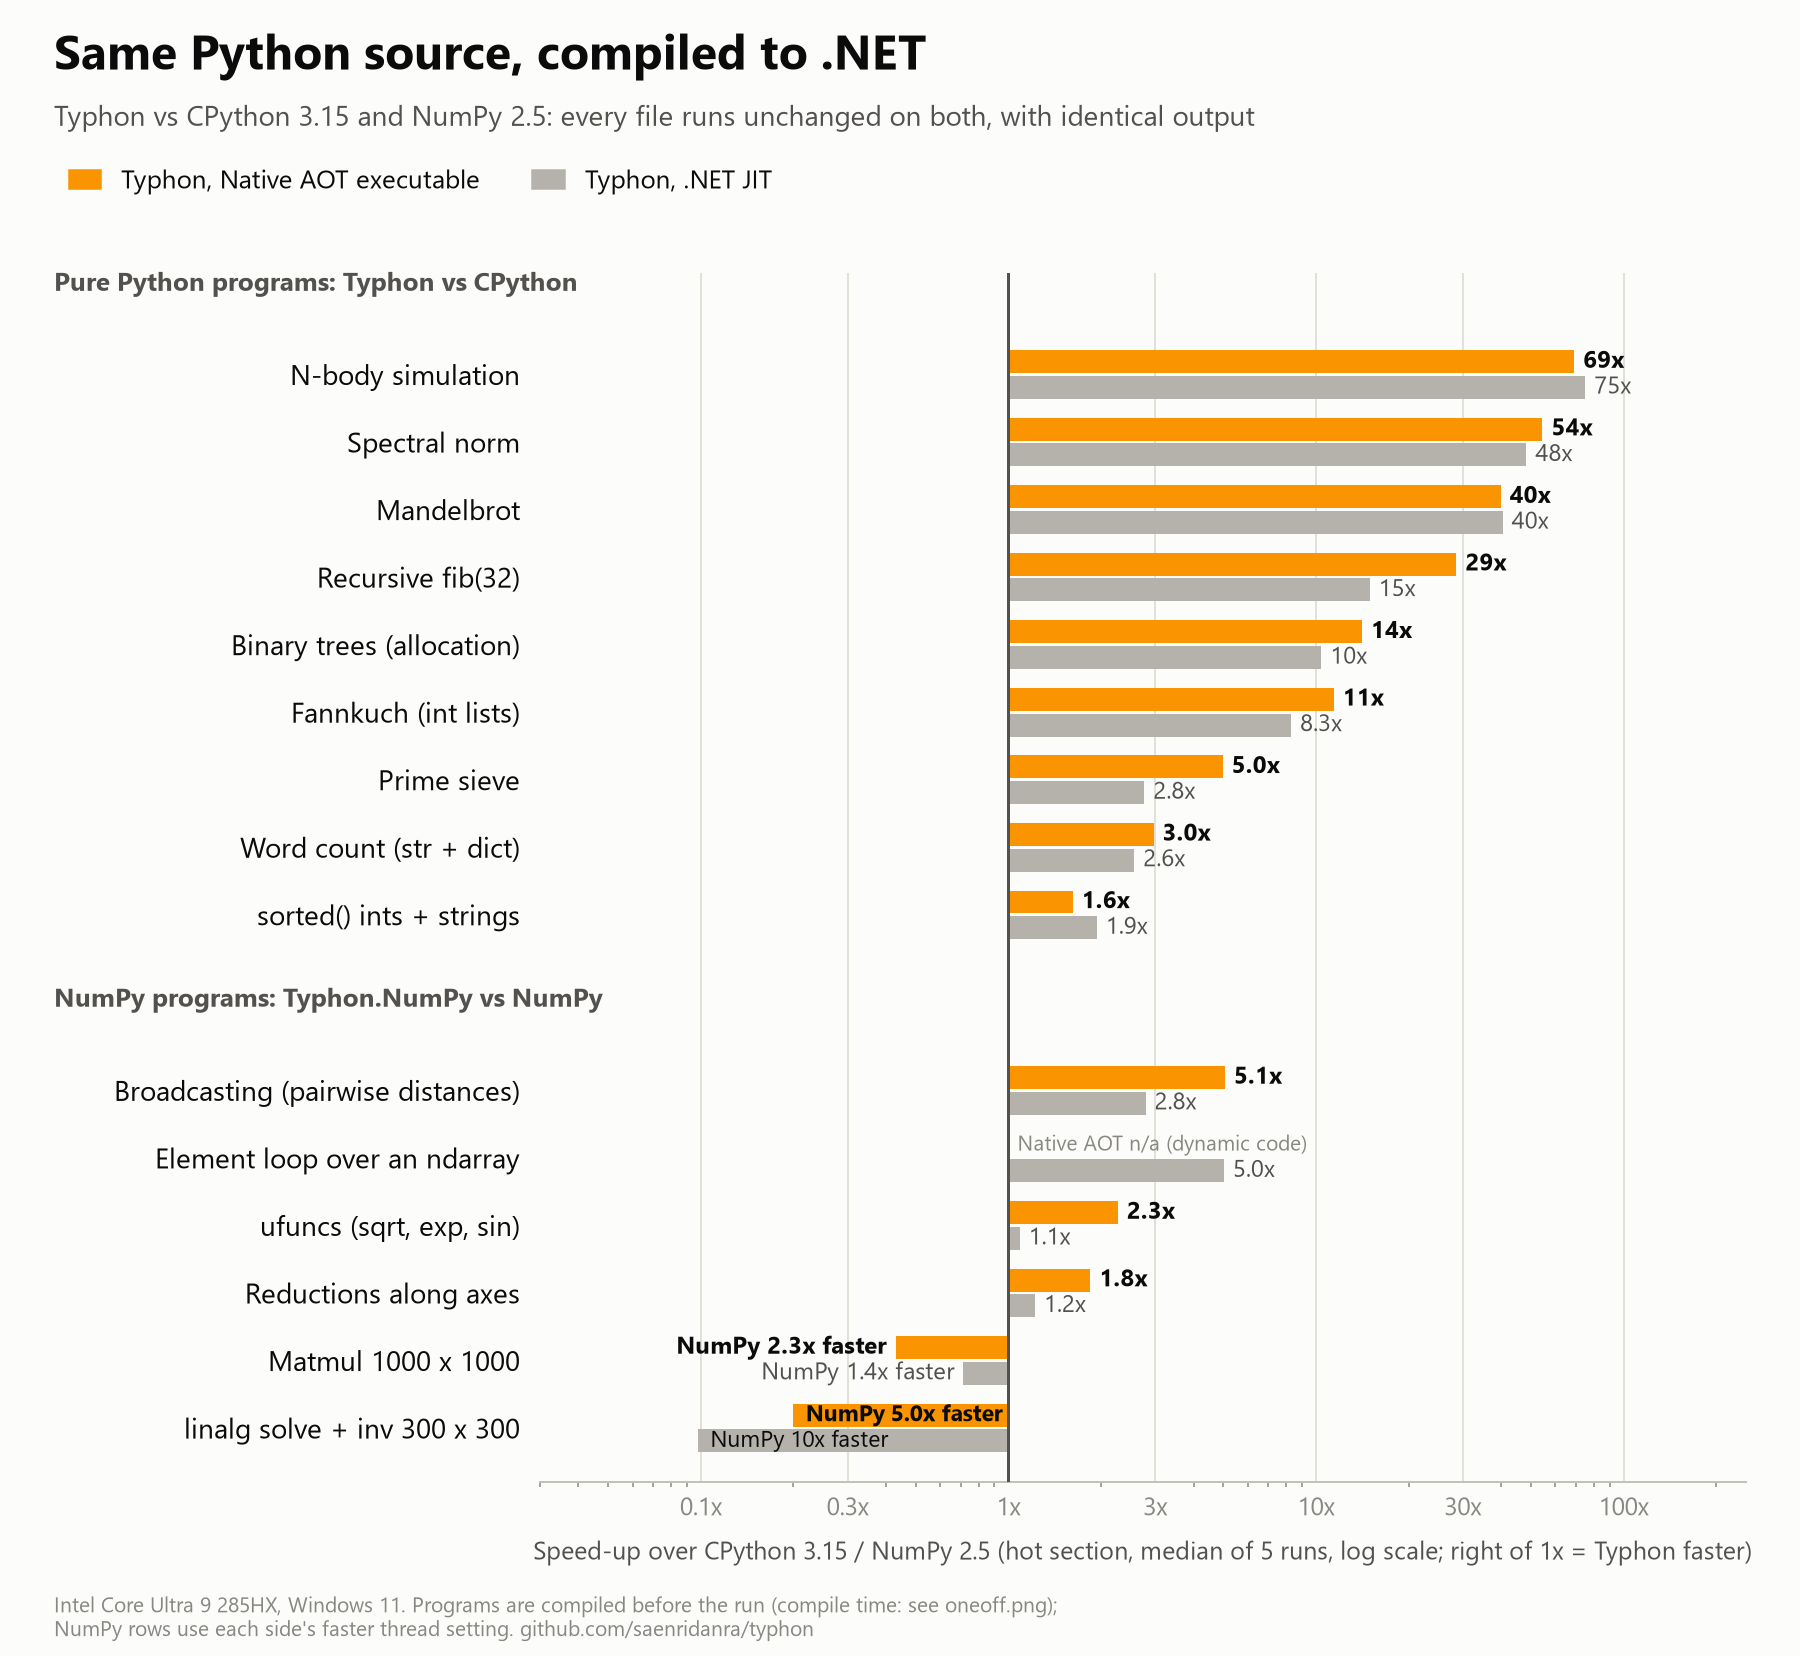 Same Python source, compiled to .NET
Typhon vs CPython 3.15 and NumPy 2.5: every file runs unchanged on both, with identical output
Typhon, Native AOT executable
Typhon, .NET JIT
Pure Python programs: Typhon vs CPython
N-body simulation
69x
75x
Spectral norm
54x
48x
Mandelbrot
40x
40x
Recursive fib(32)
29x
15x
Binary trees (allocation)
14x
10x
Fannkuch (int lists)
11x
8.3x
Prime sieve
5.0x
2.8x
Word count (str + dict)
3.0x
2.6x
sorted() ints + strings
1.6x
1.9x
NumPy programs: Typhon.NumPy vs NumPy
Broadcasting (pairwise distances)
5.1x
2.8x
Element loop over an ndarray
Native AOT n/a (dynamic code)
5.0x
ufuncs (sqrt, exp, sin)
2.3x
1.1x
Reductions along axes
1.8x
1.2x
Matmul 1000 x 1000
NumPy 2.3x faster
NumPy 1.4x faster
linalg solve + inv 300 x 300
NumPy 5.0x faster
NumPy 10x faster
0.1x 0.3x 1x 3x 10x 30x 100x
Speed-up over CPython 3.15 / NumPy 2.5 (hot section, median of 5 runs, log scale; right of 1x = Typhon faster)
Intel Core Ultra 9 285HX, Windows 11. Programs are compiled before the run (compile time: see oneoff.png);
NumPy rows use each side's faster thread setting. github.com/saenridanra/typhon